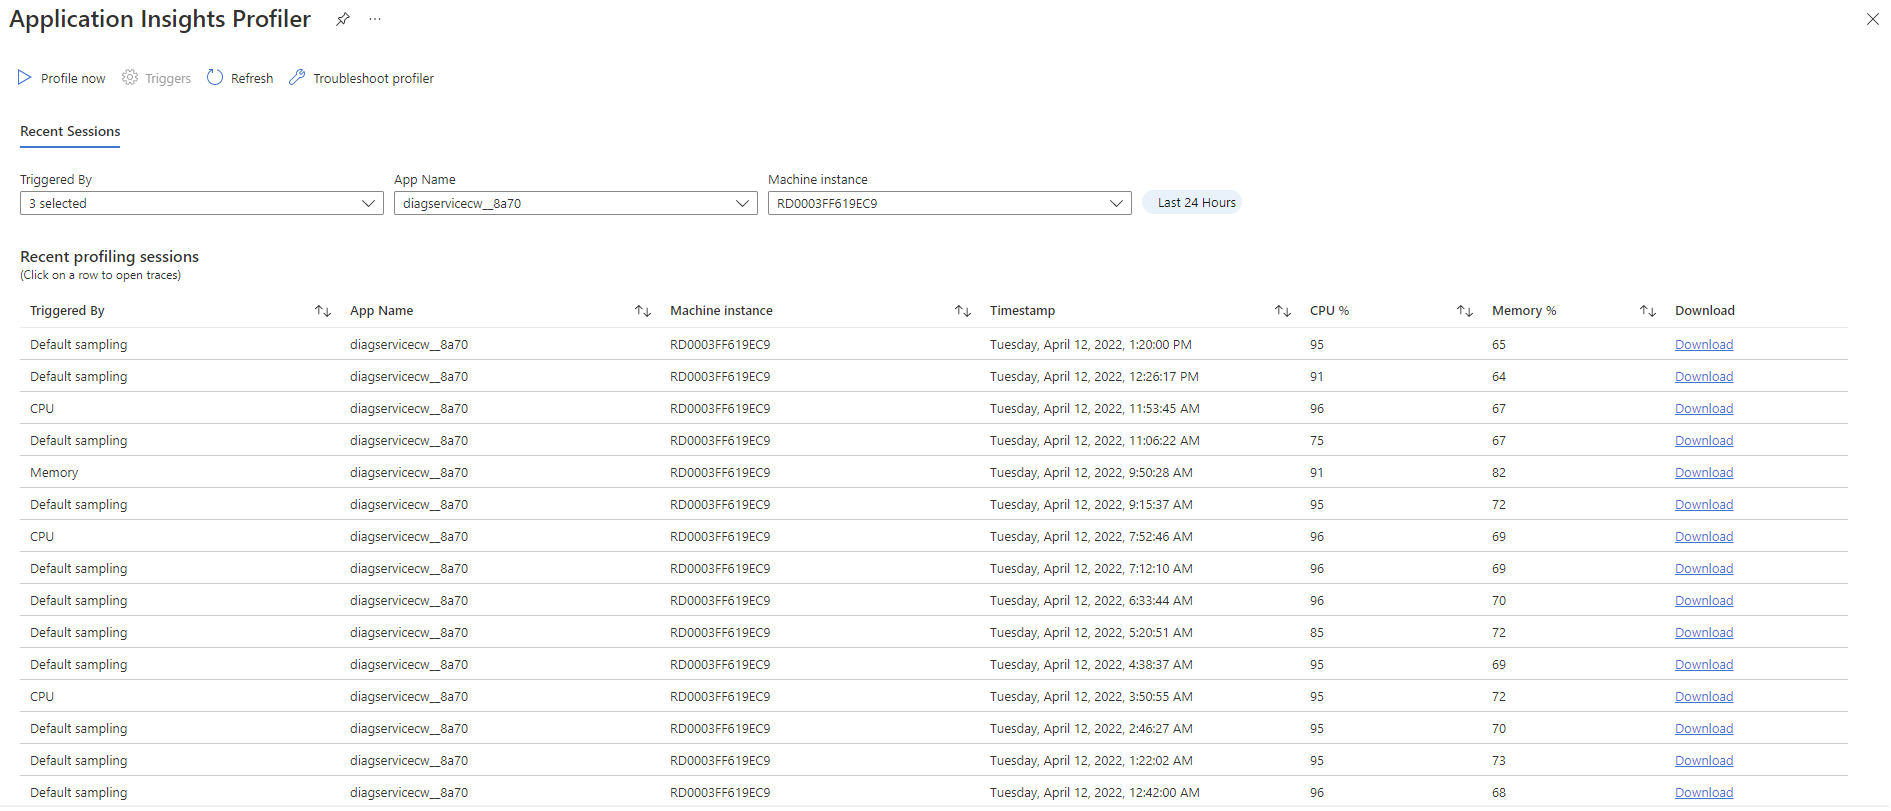 Application Insights Profiler ...
Profile now Triggers Refresh Troubleshoot profiler
Recent Sessions
Triggered By App Name Machine instance
3 selected diagservicecw__8a70 RD0003FF619EC9 Last 24 Hours
Recent profiling sessions
(Click on a row to open traces)
Triggered By App Name Machine instance Timestamp CPU % Memory % Download
Default sampling diagservicecw__8a70 RD0003FF619EC9 Tuesday, April 12, 2022, 1:20:00 PM 95 65 Download
Default sampling diagservicecw__8a70 RD0003FF619EC9 Tuesday, April 12, 2022, 12:26:17 PM 91 64 Download
CPU diagservicecw__8a70 RD0003FF619EC9 Tuesday, April 12, 2022, 11:53:45 AM 96 67 Download
Default sampling diagservicecw__8a70 RD0003FF619EC9 Tuesday, April 12, 2022, 11:06:22 AM 75 67 Download
Memory diagservicecw__8a70 RD0003FF619EC9 Tuesday, April 12, 2022, 9:50:28 AM 91 82 Download
Default sampling diagservicecw__8a70 RD0003FF619EC9 Tuesday, April 12, 2022, 9:15:37 AM 95 72 Download
CPU diagservicecw__8a70 RD0003FF619EC9 Tuesday, April 12, 2022, 7:52:46 AM 96 69 Download
Default sampling diagservicecw__8a70 RD0003FF619EC9 Tuesday, April 12, 2022, 7:12:10 AM 96 69 Download
Default sampling diagservicecw__8a70 RD0003FF619EC9 Tuesday, April 12, 2022, 6:33:44 AM 96 70 Download
Default sampling diagservicecw__8a70 RD0003FF619EC9 Tuesday, April 12, 2022, 5:20:51 AM 85 72 Download
Default sampling diagservicecw__8a70 RD0003FF619EC9 Tuesday, April 12, 2022, 4:38:37 AM 95 69 Download
CPU diagservicecw__8a70 RD0003FF619EC9 Tuesday, April 12, 2022, 3:50:55 AM 95 72 Download
Default sampling diagservicecw__8a70 RD0003FF619EC9 Tuesday, April 12, 2022, 2:46:27 AM 95 70 Download
Default sampling diagservicecw__8a70 RD0003FF619EC9 Tuesday, April 12, 2022, 1:22:02 AM 95 73 Download
Default sampling diagservicecw__8a70 RD0003FF619EC9 Tuesday, April 12, 2022, 12:42:00 AM 96 68 Download